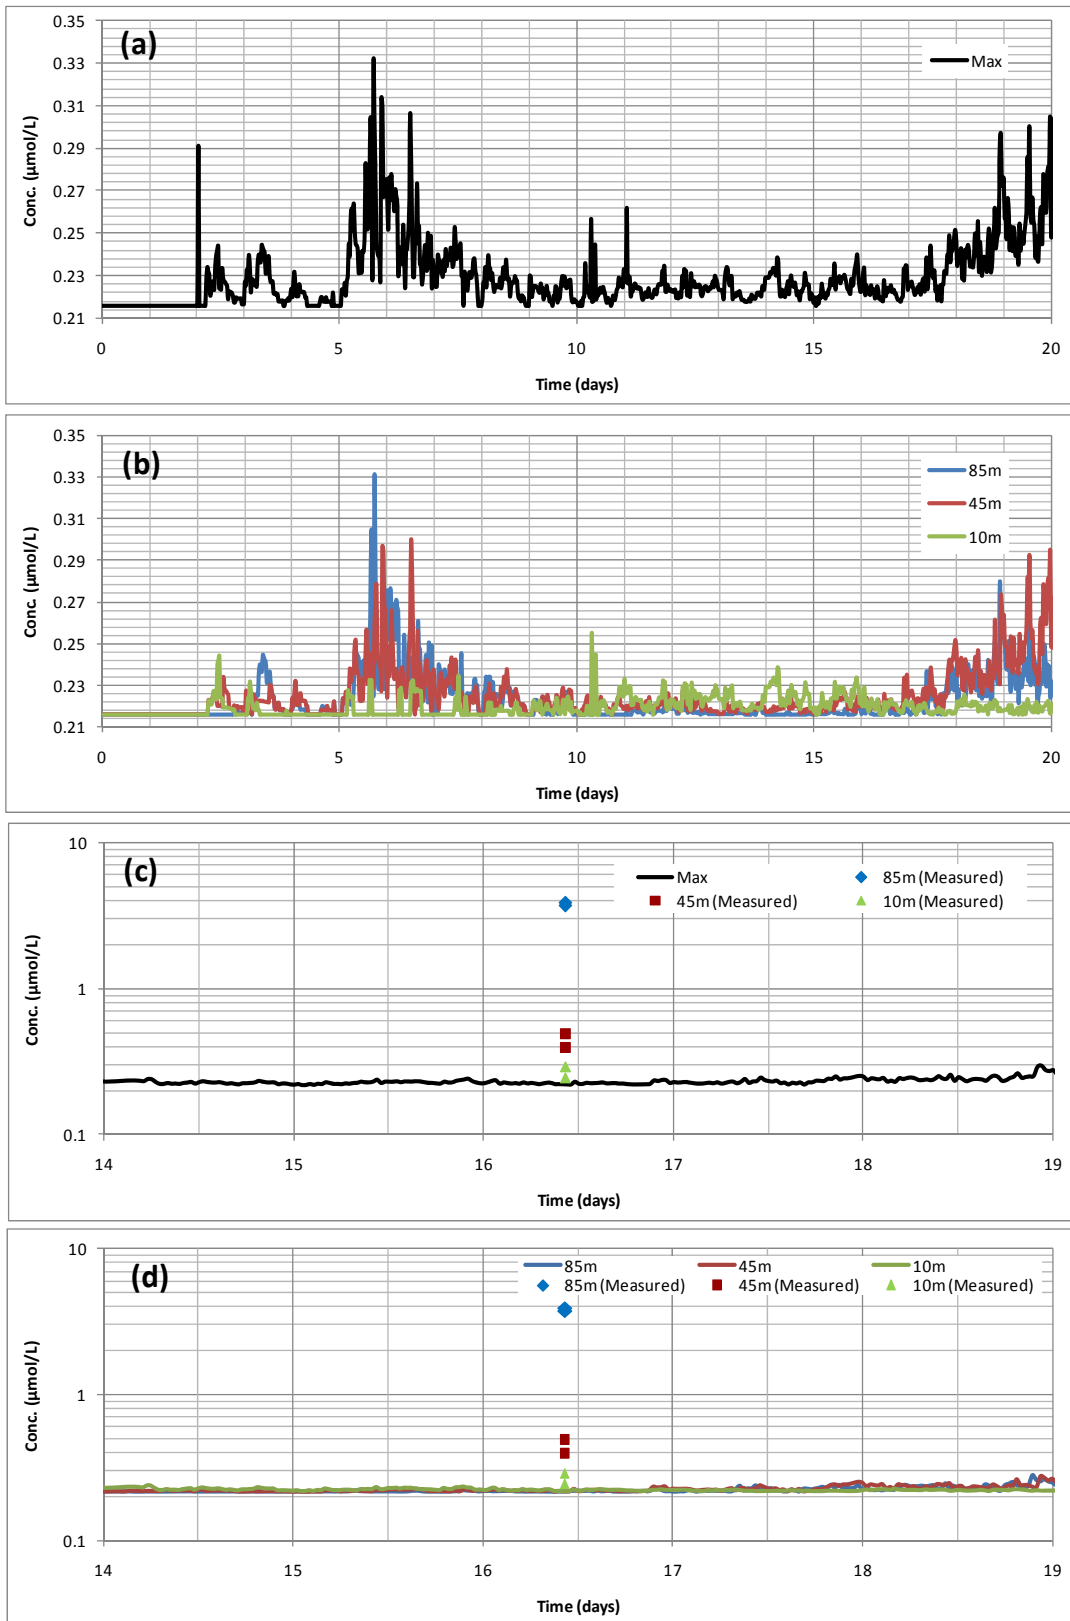 (a)
Max
Conc. (µmol/L)
0.35
0.33
0.31
0.29
0.27
0.25
0.23
0.21
0 5 10 15 20
Time (days)
(b)
85m
45m
10m
Conc. (µmol/L)
0.35
0.33
0.31
0.29
0.27
0.25
0.23
0.21
0 5 10 15 20
Time (days)
(c)
Max 85m (Measured)
45m (Measured) 10m (Measured)
Conc. (µmol/L)
10
1
0.1
14 15 16 17 18 19
Time (days)
(d)
85m 45m 10m
85m (Measured) 45m (Measured) 10m (Measured)
Conc. (µmol/L)
10
1
0.1
14 15 16 17 18 19
Time (days)